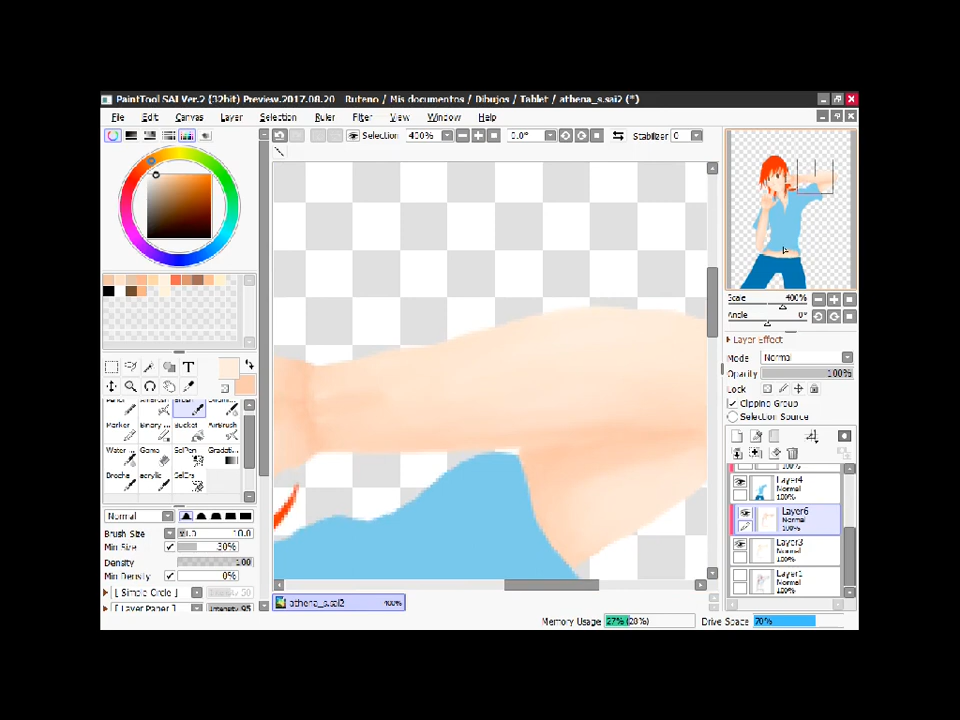 PaintTool SAI Ver.2 (32bit) Preview.2017.08.20 Ruteno / Mis documentos / Dibujos / Tablet / athena_s.sai2 (*)
File Edit Canvas Layer Selection Ruler Filter View Window Help
Selection 400% 0.0° Stabilizer 0
T
Marker Binary Bucket AirBrush
Water Goma SelPen Gradati
Brocha acrylic SelErs
Normal
Brush Size 10.0
Min Size 30%
Density 100
Min Density 0%
[ Simple Circle ] 50
[ Layer Paper ] Intensity 95
Scale 400%
Angle 0°
Layer Effect
Mode Normal
Opacity 100%
Lock
Clipping Group
Selection Source
100%
Layer4
Normal
100%
Layer6
Normal
100%
Layer3
Normal
100%
Layer1
Normal
100%
athena_s.sai2 400%
Memory Usage 27% (28%) Drive Space 70%